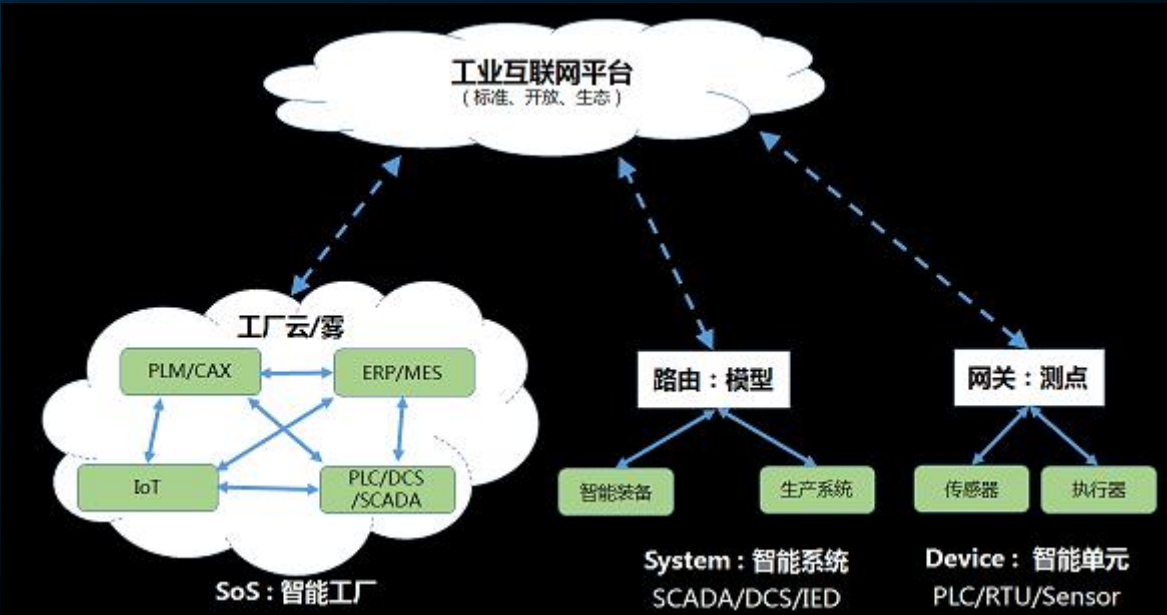 工业互联网平台
（标准、开放、生态）
工厂云/雾
PLM/CAX
ERP/MES
IoT
PLC/DCS
/SCADA
SoS：智能工厂
路由：模型
智能装备
生产系统
System：智能系统
SCADA/DCS/IED
网关：测点
传感器
执行器
Device： 智能单元
PLC/RTU/Sensor